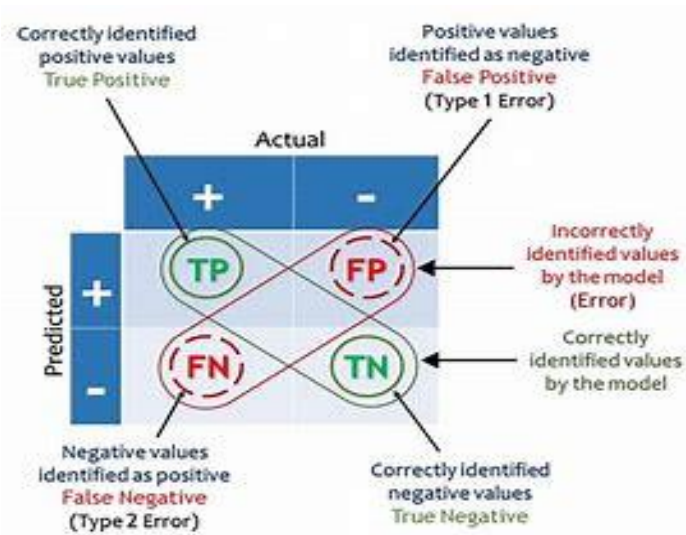 Correctly identified
positive values
True Positive
Positive values
identified as negative
False Positive
(Type 1 Error)
Actual
+
-
Predicted
+
TP
FP
Incorrectly
identified values
by the model
(Error)
-
FN
TN
Correctly
identified values
by the model
Negative values
identified as positive
False Negative
(Type 2 Error)
Correctly identified
negative values
True Negative